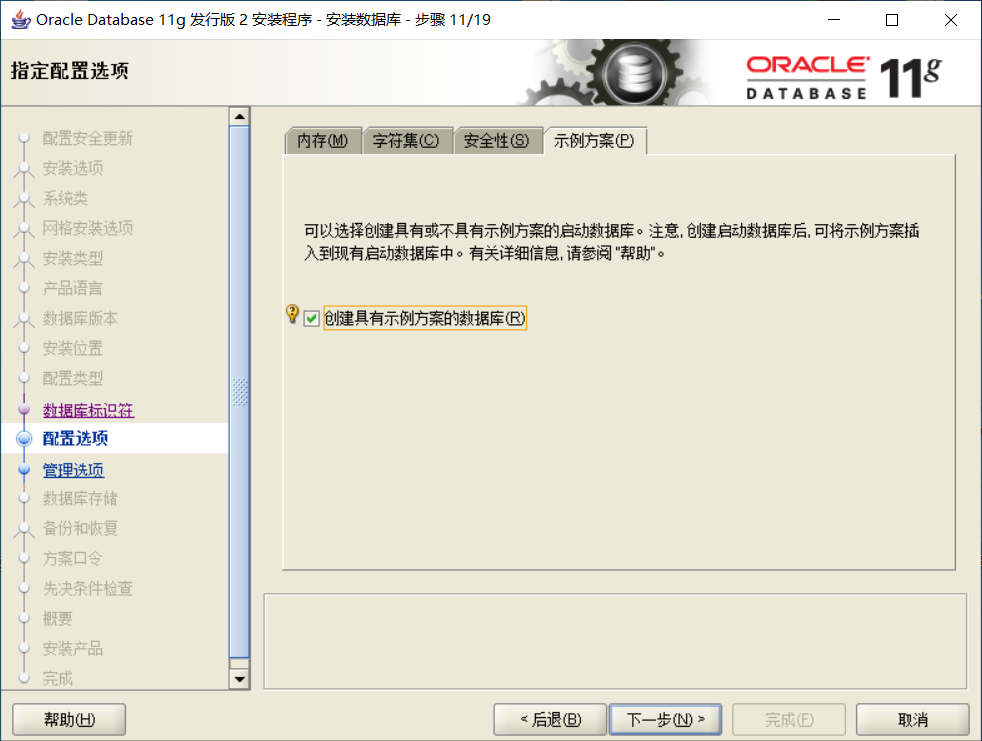 Oracle Database 11g 发行版 2 安装程序 - 安装数据库 - 步骤 11/19
指定配置选项
ORACLE 11g
DATABASE
配置安全更新
安装选项
系统类
网格安装选项
安装类型
产品语言
数据库版本
安装位置
配置类型
数据库标识符
配置选项
管理选项
数据库存储
备份和恢复
方案口令
先决条件检查
概要
安装产品
完成
内存(M) 字符集(C) 安全性(S) 示例方案(P)
可以选择创建具有或不具有示例方案的启动数据库。注意, 创建启动数据库后, 可将示例方案插
入到现有启动数据库中。有关详细信息, 请参阅 "帮助"。
创建具有示例方案的数据库(R)
帮助(H) < 后退(B) 下一步(N) > 完成(F) 取消